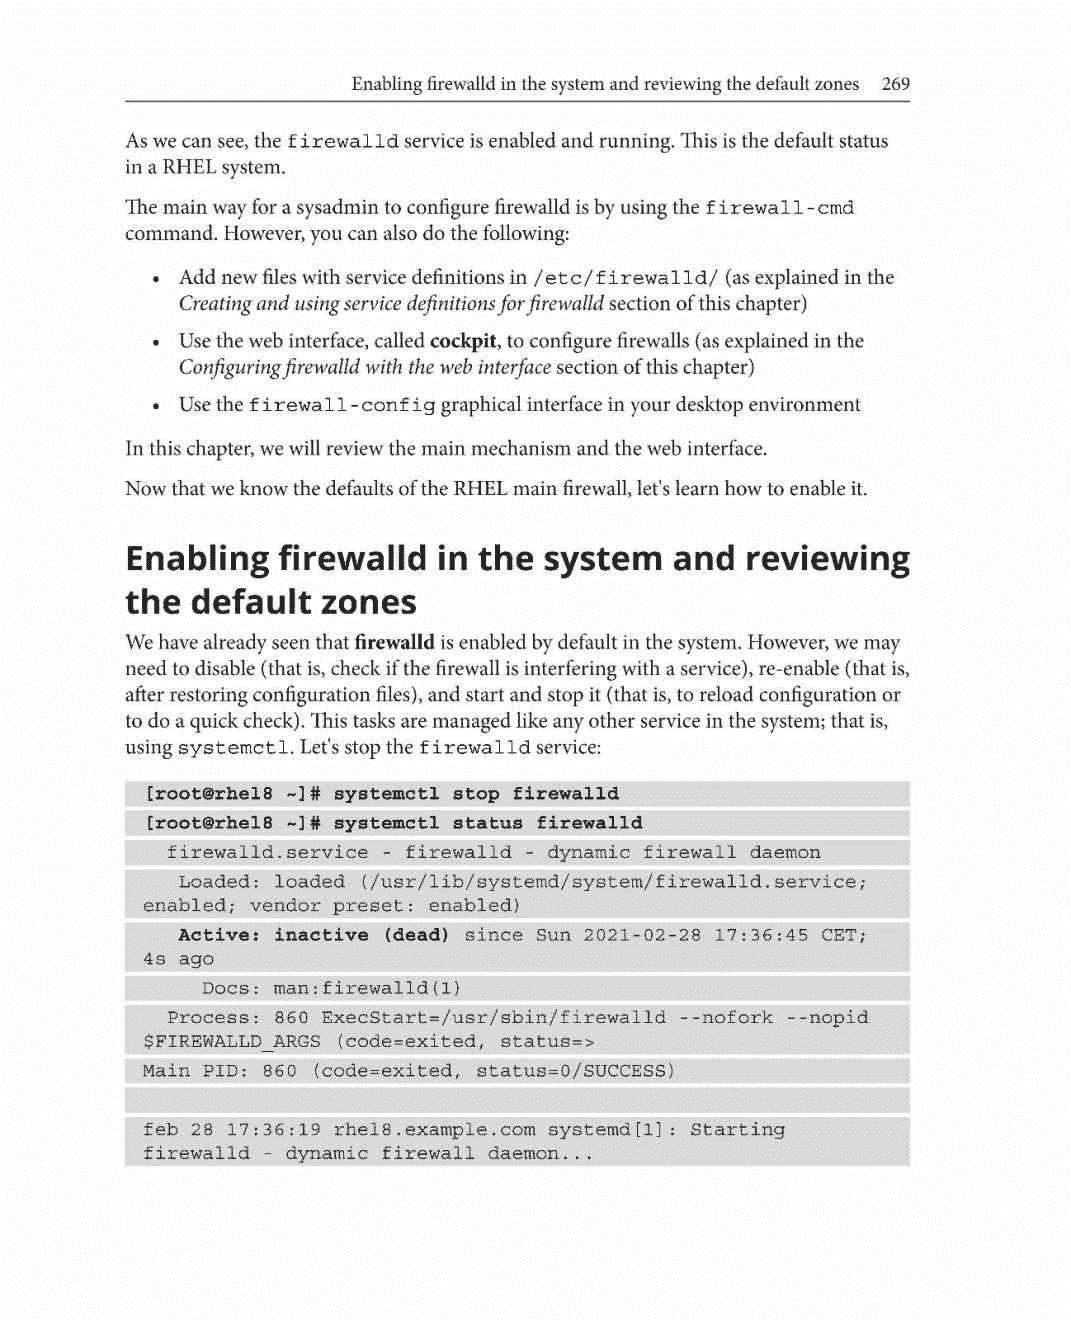 Enabling firewalld in the system and reviewing the default zones 269
As we can see, the firewalld service is enabled and running. This is the default status
in a RHEL system.
The main way for a sysadmin to configure firewalld is by using the firewall-cmd
command. However, you can also do the following:
• Add new files with service definitions in /etc/firewalld/ (as explained in the
Creating and using service definitions for firewalld section of this chapter)
• Use the web interface, called cockpit, to configure firewalls (as explained in the
Configuring firewalld with the web interface section of this chapter)
• Use the firewall-config graphical interface in your desktop environment
In this chapter, we will review the main mechanism and the web interface.
Now that we know the defaults of the RHEL main firewall, let's learn how to enable it.
Enabling firewalld in the system and reviewing
the default zones
We have already seen that firewalld is enabled by default in the system. However, we may
need to disable (that is, check if the firewall is interfering with a service), re-enable (that is,
after restoring configuration files), and start and stop it (that is, to reload configuration or
to do a quick check). This tasks are managed like any other service in the system; that is,
using systemctl. Let's stop the firewalld service:
[root@rhel8 ~]# systemctl stop firewalld
[root@rhel8 ~]# systemctl status firewalld
firewalld.service - firewalld - dynamic firewall daemon
Loaded: loaded (/usr/lib/systemd/system/firewalld.service;
enabled; vendor preset: enabled)
Active: inactive (dead) since Sun 2021-02-28 17:36:45 CET;
4s ago
Docs: man:firewalld(1)
Process: 860 ExecStart=/usr/sbin/firewalld --nofork --nopid
$FIREWALLD_ARGS (code=exited, status=>
Main PID: 860 (code=exited, status=0/SUCCESS)
feb 28 17:36:19 rhel8.example.com systemd[1]: Starting
firewalld - dynamic firewall daemon...